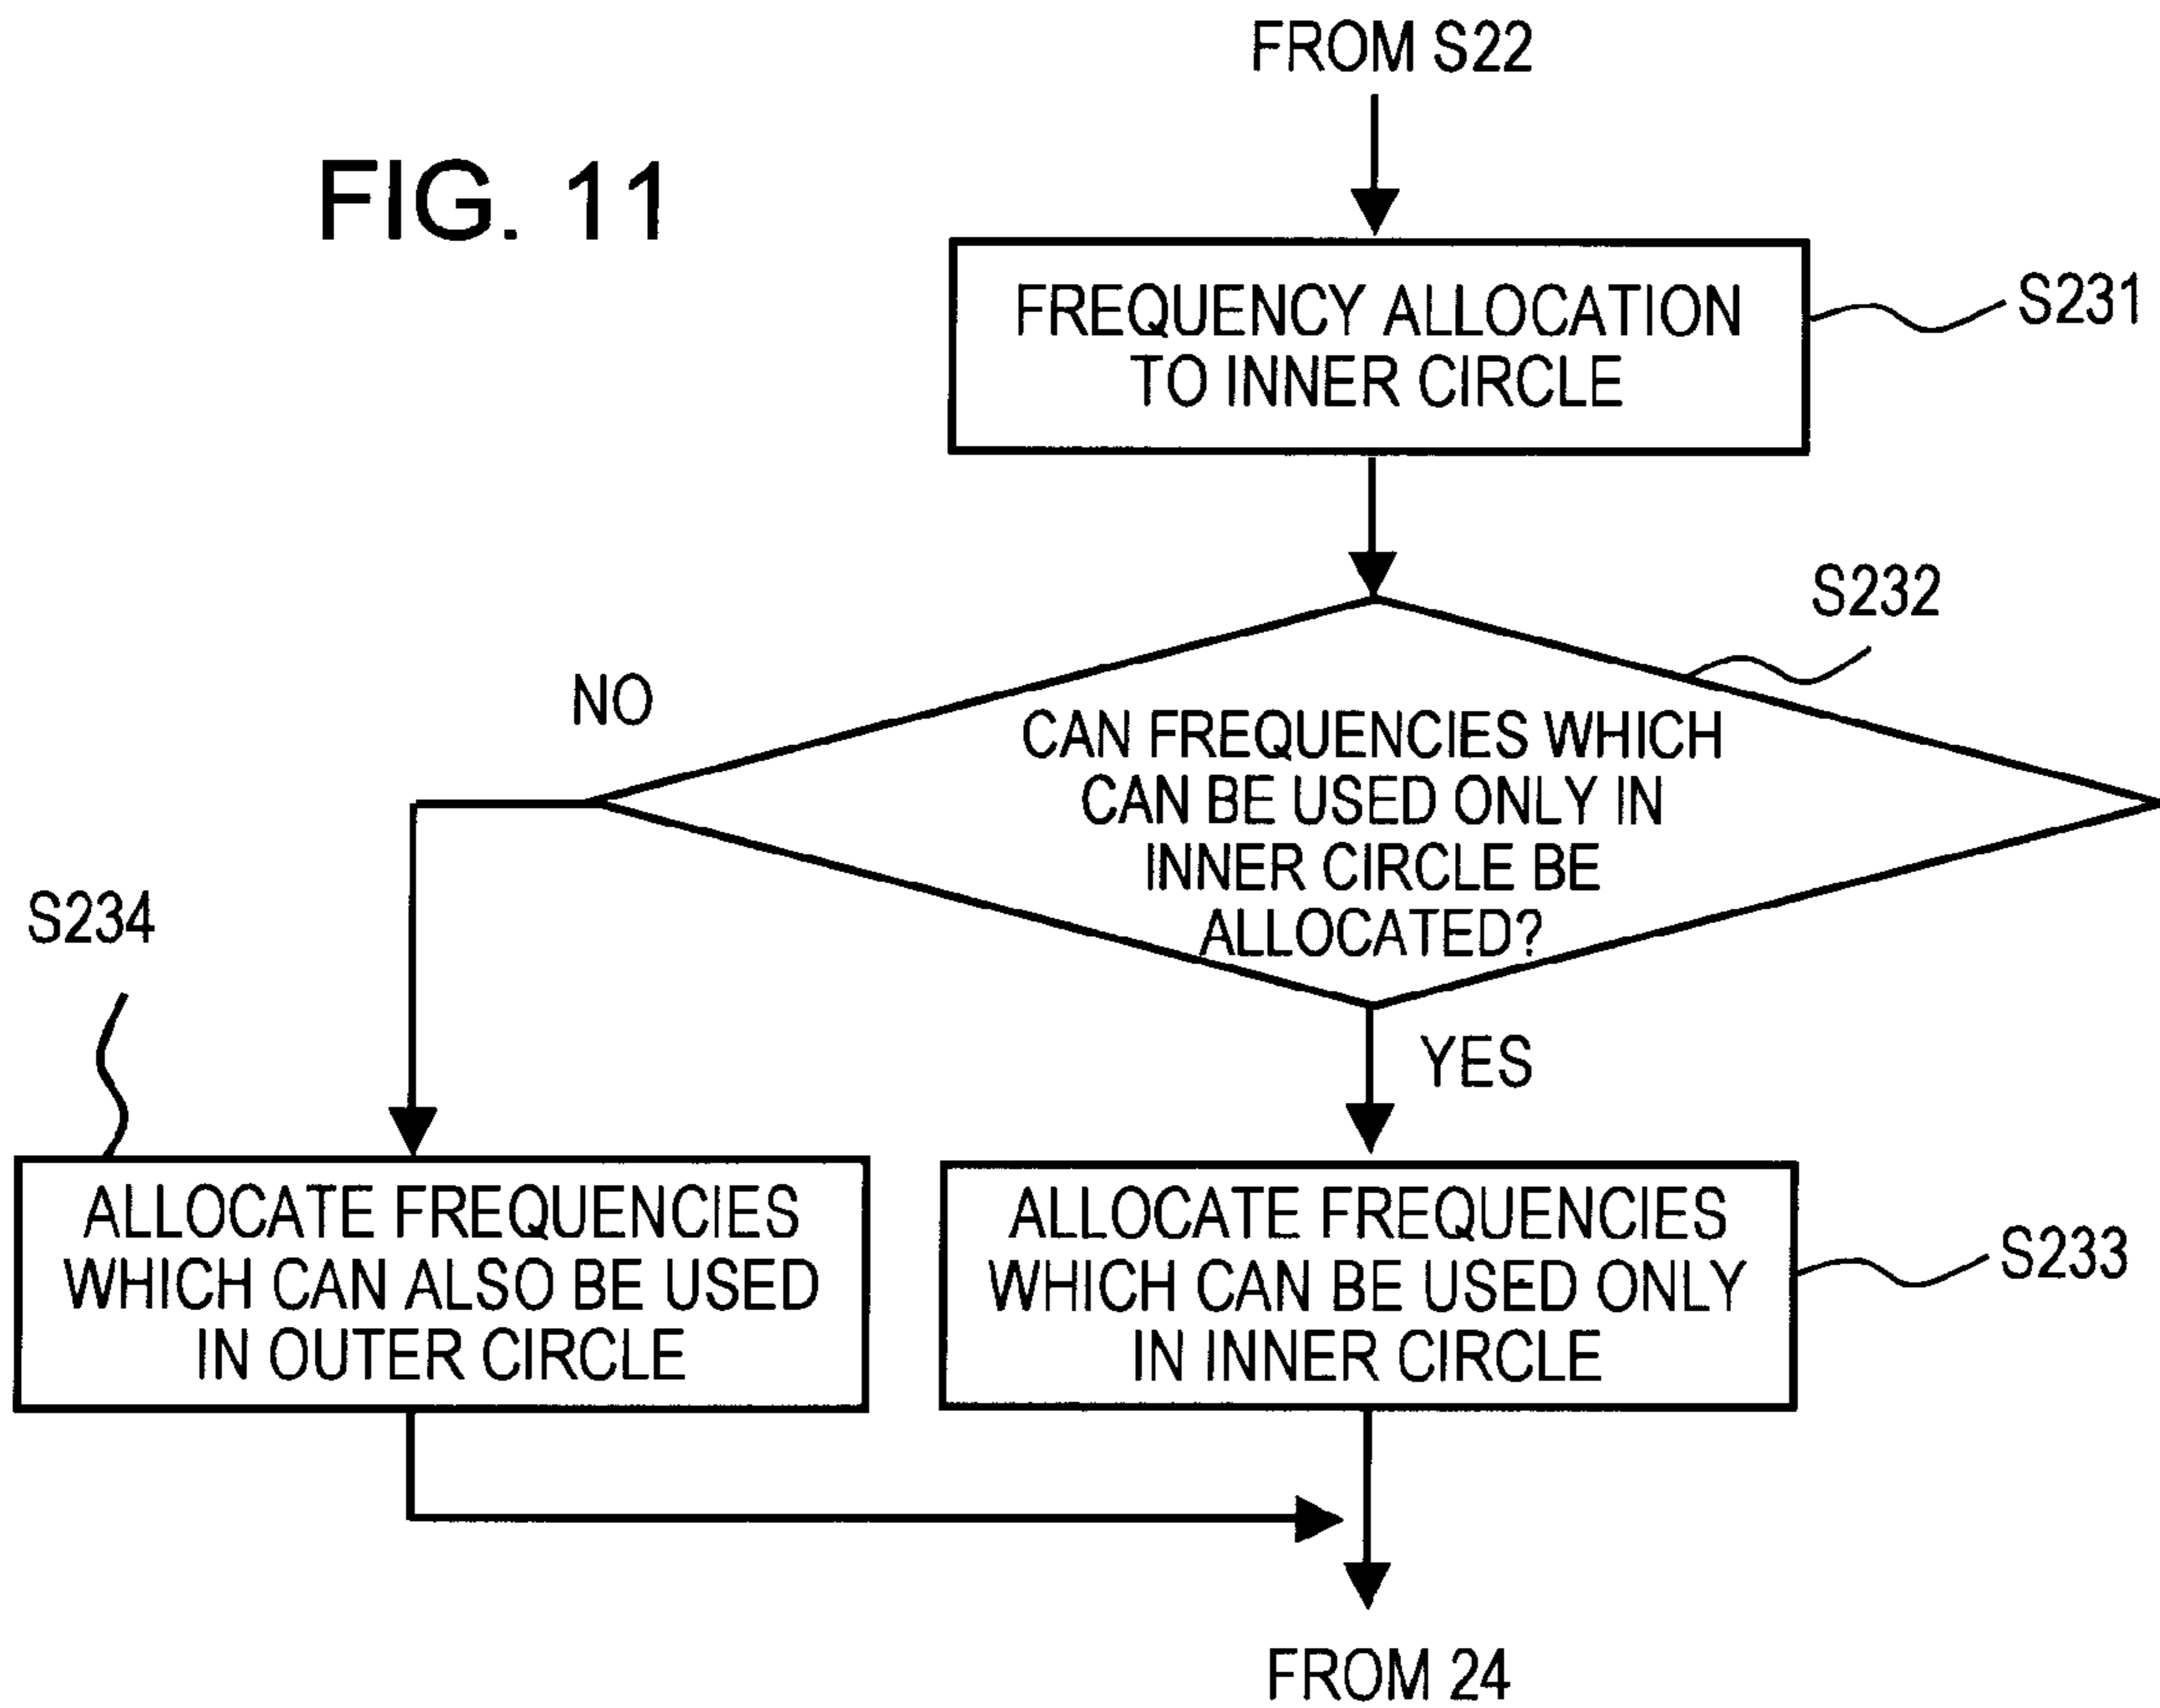 FROM S22
FIG. 11
FREQUENCY ALLOCATION
TO INNER CIRCLE
S231
S232
NO
CAN FREQUENCIES WHICH
CAN BE USED ONLY IN
INNER CIRCLE BE
ALLOCATED?
YES
S234
ALLOCATE FREQUENCIES
WHICH CAN ALSO BE USED
IN OUTER CIRCLE
ALLOCATE FREQUENCIES
WHICH CAN BE USED ONLY
IN INNER CIRCLE
S233
FROM 24